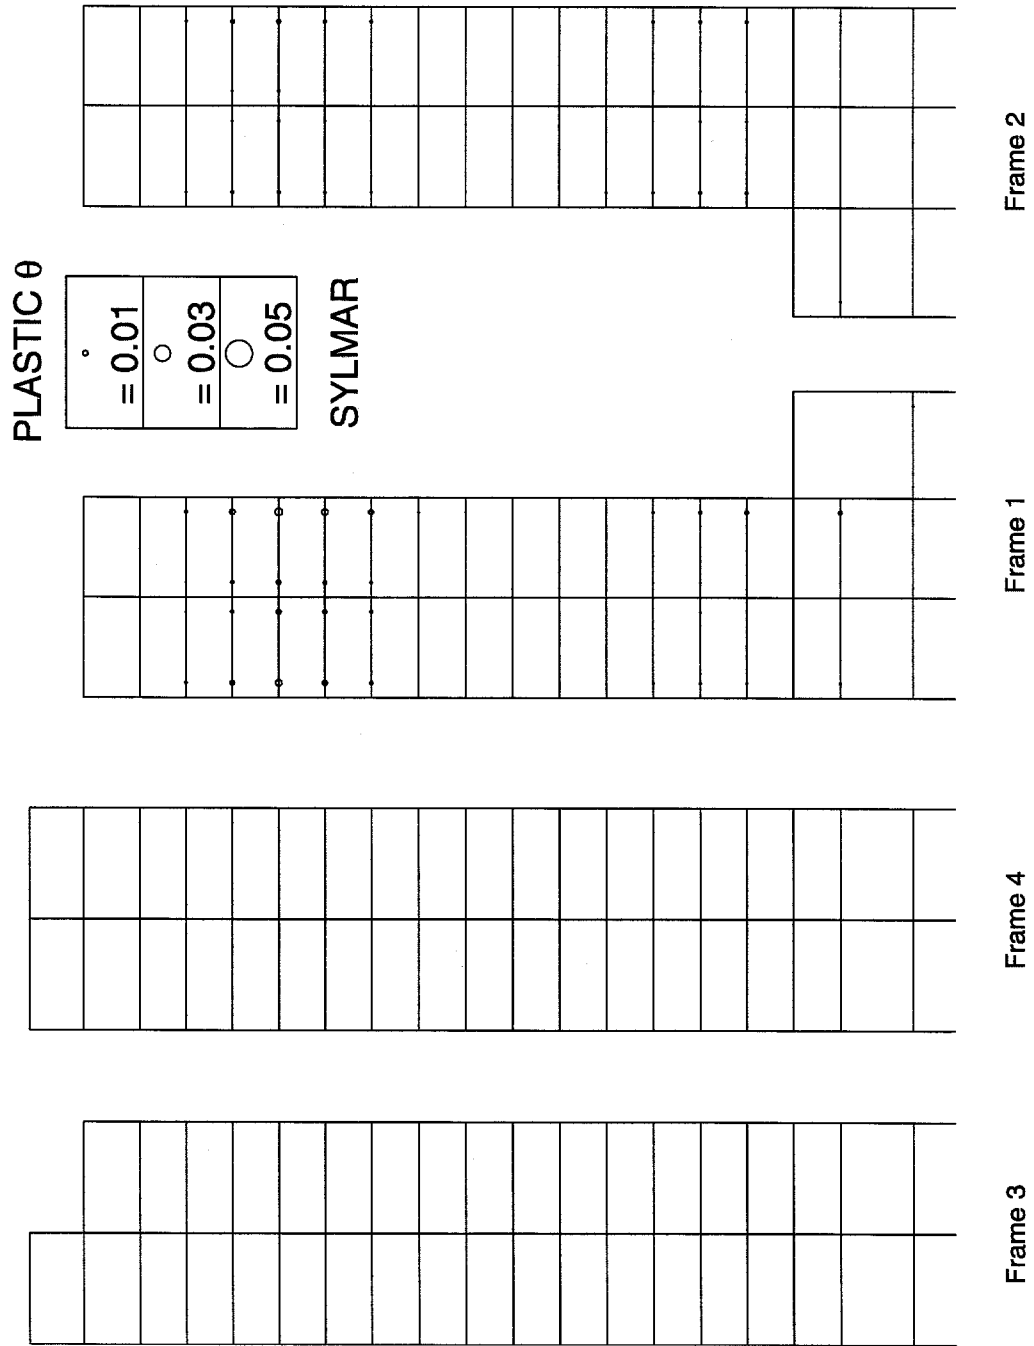 PLASTIC θ
= 0.01
= 0.03
= 0.05
SYLMAR
Frame 3
Frame 4
Frame 1
Frame 2